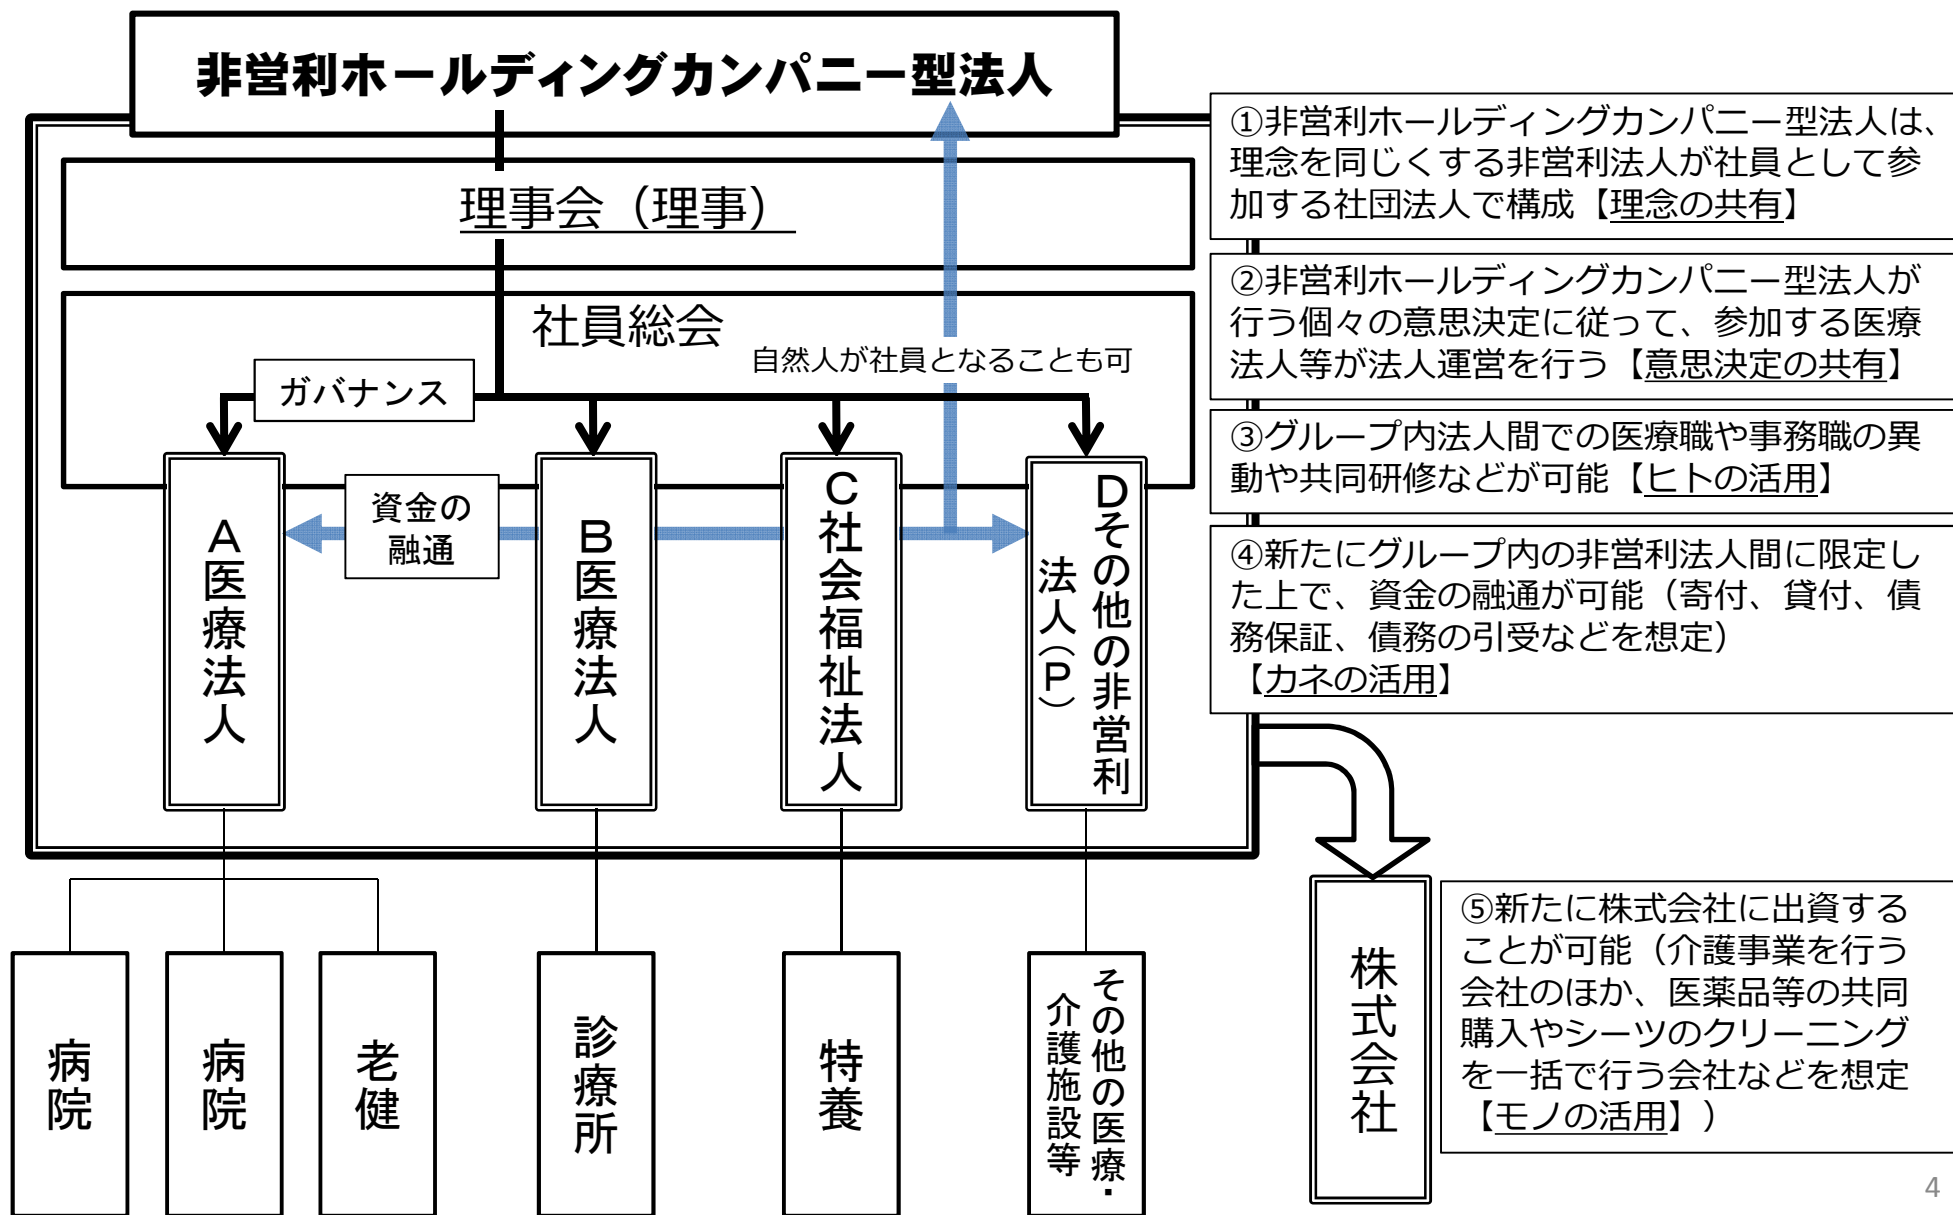 非営利ホールディングカンパニー型法人
理事会（理事）
社員総会
自然人が社員となることも可
ガバナンス
資金の
融通
A医療法人
B医療法人
C社会福祉法人
Dその他の非営利
法人（P）
病院
病院
老健
診療所
特養
その他の医療・
介護施設等
株式会社
①非営利ホールディングカンパニー型法人は、
理念を同じくする非営利法人が社員として参
加する社団法人で構成【理念の共有】
②非営利ホールディングカンパニー型法人が
行う個々の意思決定に従って、参加する医療
法人等が法人運営を行う【意思決定の共有】
③グループ内法人間での医療職や事務職の異
動や共同研修などが可能【ヒトの活用】
④新たにグループ内の非営利法人間に限定し
た上で、資金の融通が可能（寄付、貸付、債
務保証、債務の引受などを想定）
【カネの活用】
⑤新たに株式会社に出資する
ことが可能（介護事業を行う
会社のほか、医薬品等の共同
購入やシーツのクリーニング
を一括で行う会社などを想定
【モノの活用】）
4